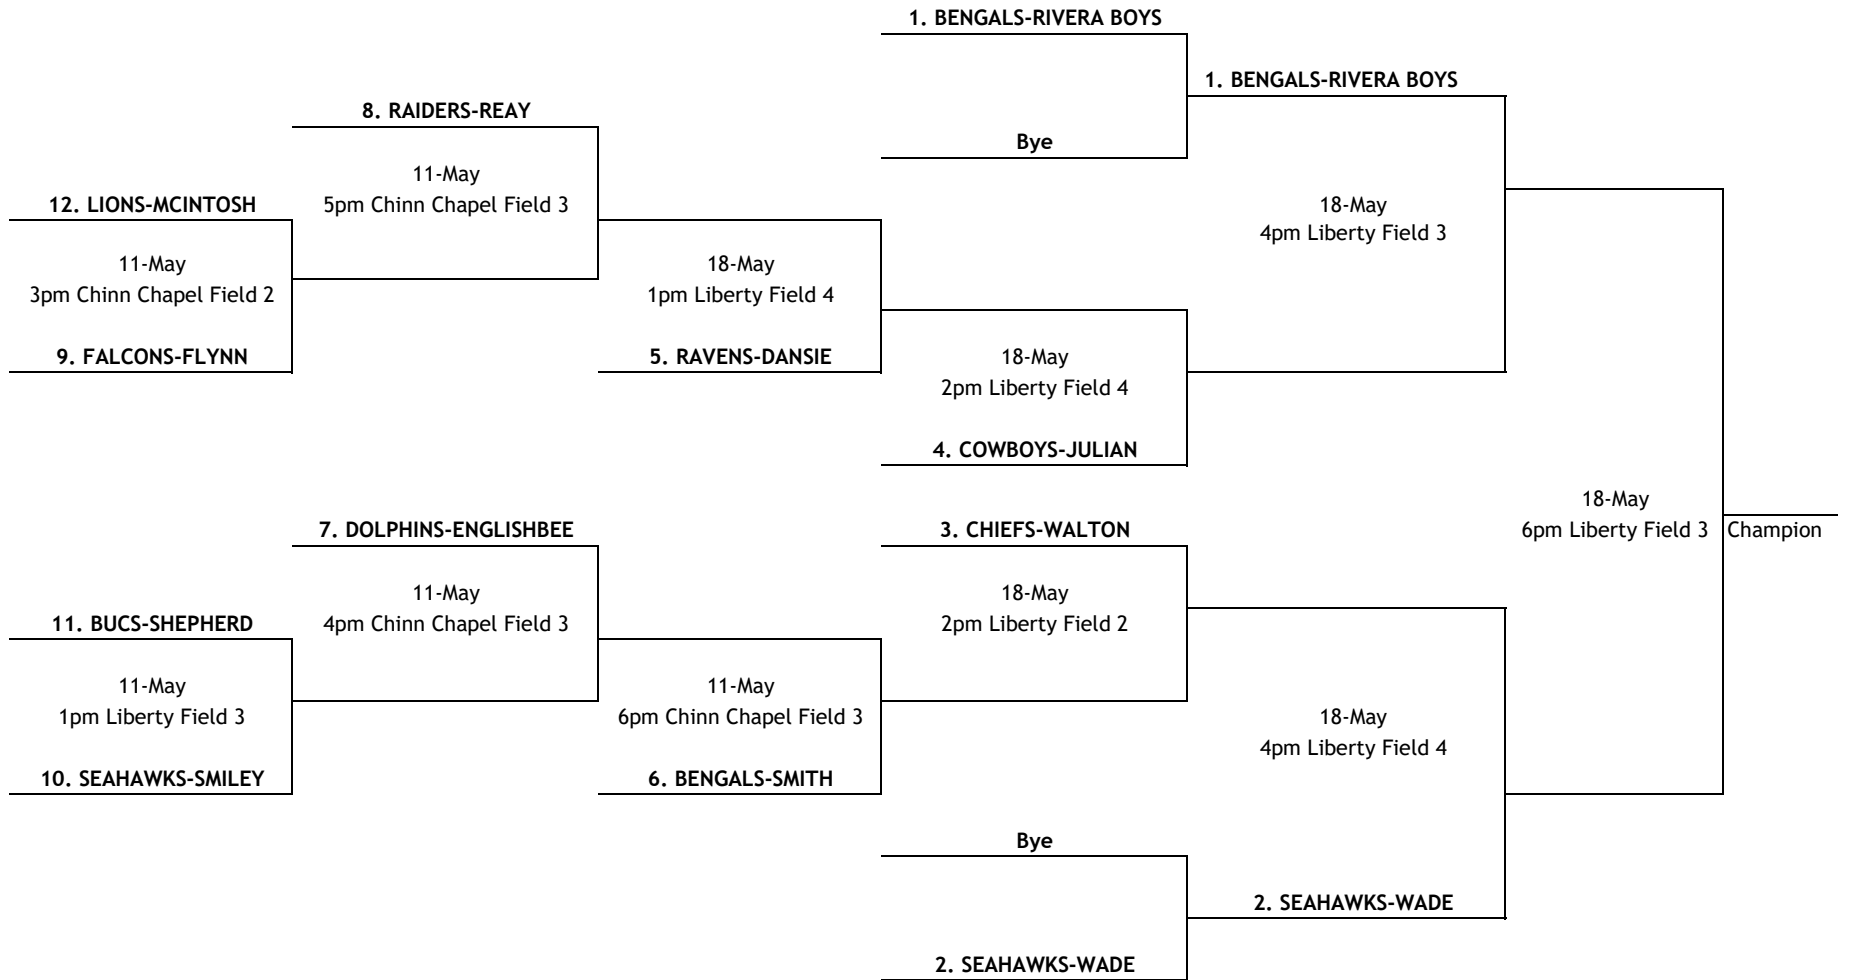 1. BENGALS-RIVERA BOYS
1. BENGALS-RIVERA BOYS
8. RAIDERS-REAY
Bye
11-May
5pm Chinn Chapel Field 3
12. LIONS-MCINTOSH
18-May
4pm Liberty Field 3
11-May
3pm Chinn Chapel Field 2
18-May
1pm Liberty Field 4
9. FALCONS-FLYNN
5. RAVENS-DANSIE
18-May
2pm Liberty Field 4
4. COWBOYS-JULIAN
18-May
6pm Liberty Field 3
Champion
7. DOLPHINS-ENGLISHBEE
3. CHIEFS-WALTON
11-May
4pm Chinn Chapel Field 3
18-May
2pm Liberty Field 2
11. BUCS-SHEPHERD
11-May
1pm Liberty Field 3
11-May
6pm Chinn Chapel Field 3
18-May
4pm Liberty Field 4
10. SEAHAWKS-SMILEY
6. BENGALS-SMITH
Bye
2. SEAHAWKS-WADE
2. SEAHAWKS-WADE